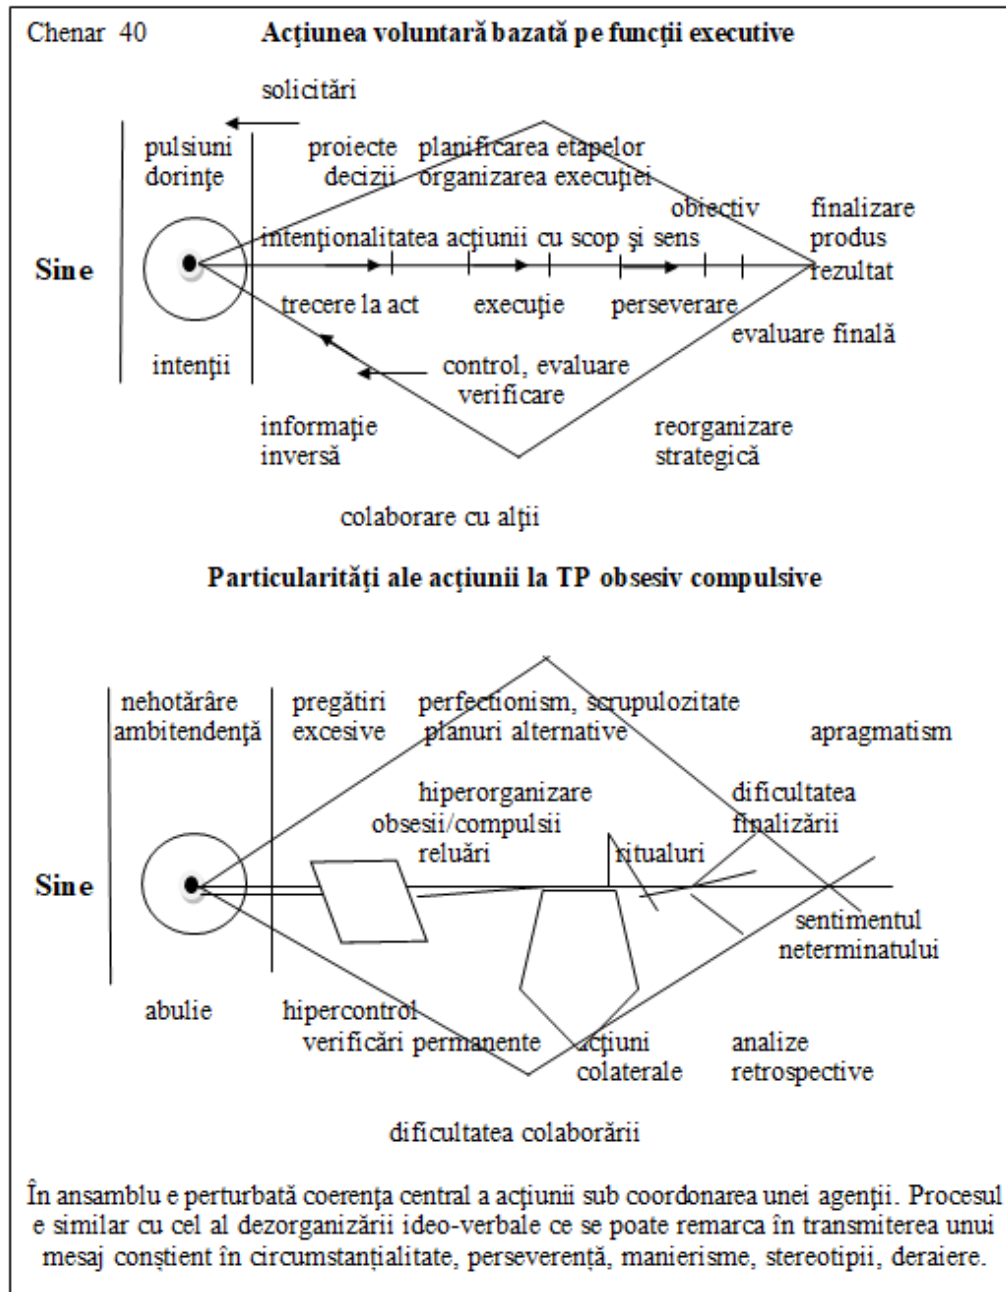 Chenar 40 Acţiunea voluntară bazată pe funcţii executive
solicitări
pulsiuni proiecte planificarea etapelor
dorinţe decizii organizarea execuţiei
obiectiv finalizare
intenţionalitatea acţiunii cu scop şi sens produs
Sine rezultat
trecere la act execuţie perseverare
evaluare finală
intenţii control, evaluare
verificare
informaţie reorganizare
inversă strategică
colaborare cu alţii
Particularităţi ale acţiunii la TP obsesiv compulsive
nehotărâre pregătiri perfectionism, scrupulozitate
ambitendenţă excesive planuri alternative apragmatism
hiperorganizare dificultatea
obsesii/compulsii finalizării
reluări ritualuri
Sine
sentimentul
neterminatului
abulie hipercontrol
verificări permanente acţiuni analize
colaterale retrospective
dificultatea colaborării
În ansamblu e perturbată coerenţa central a acţiunii sub coordonarea unei agenţii. Procesul
e similar cu cel al dezorganizării ideo-verbale ce se poate remarca în transmiterea unui
mesaj conştient în circumstanţialitate, perseverenţă, manierisme, stereotipii, deraiere.